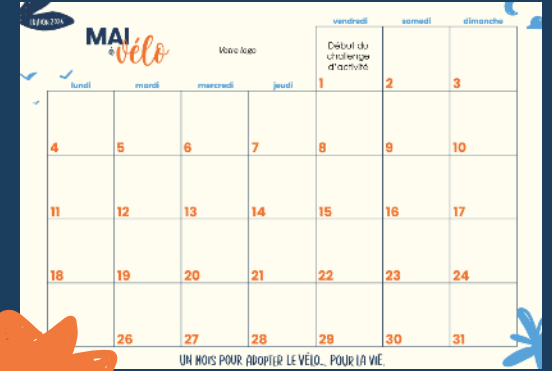 ÉDITION 2026
MAI
à vélo
Votre logo
vendredi samedi dimanche
Début du
challenge
d'activité
lundi mardi mercredi jeudi
1 2 3
4 5 6 7 8 9 10
11 12 13 14 15 16 17
18 19 20 21 22 23 24
26 27 28 29 30 31
UN MOIS POUR ADOPTER LE VÉLO... POUR LA VIE.